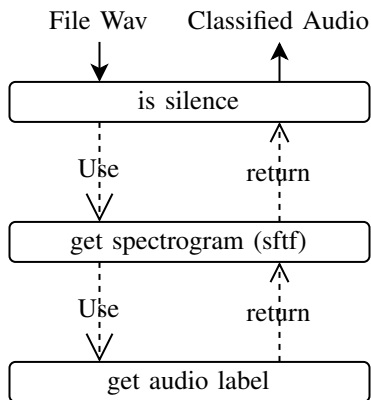 File Wav Classified Audio
is silence
Use return
get spectrogram (sftf)
Use return
get audio label